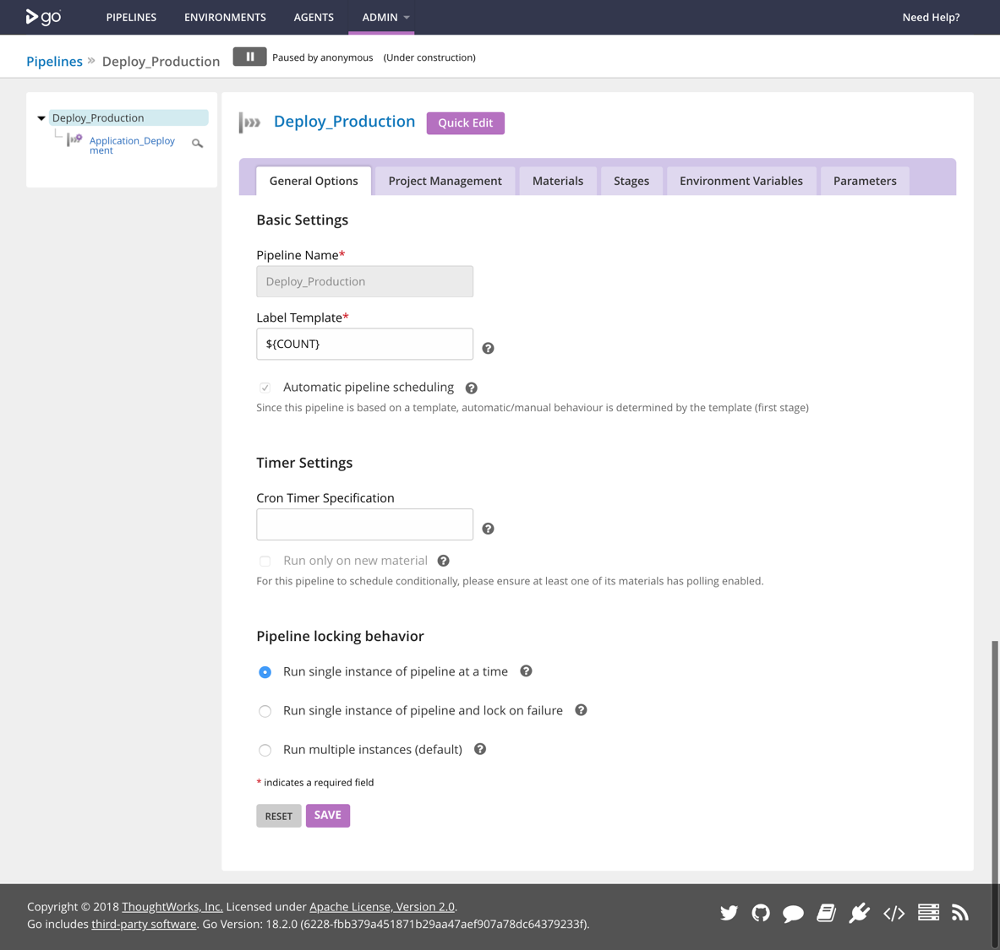 go PIPELINES ENVIRONMENTS AGENTS ADMIN Need Help?
Pipelines » Deploy_Production Paused by anonymous (Under construction)
Deploy_Production
Application_Deploy
ment
Deploy_Production Quick Edit
General Options Project Management Materials Stages Environment Variables Parameters
Basic Settings
Pipeline Name*
Deploy_Production
Label Template*
${COUNT}
Automatic pipeline scheduling
Since this pipeline is based on a template, automatic/manual behaviour is determined by the template (first stage)
Timer Settings
Cron Timer Specification
Run only on new material
For this pipeline to schedule conditionally, please ensure at least one of its materials has polling enabled.
Pipeline locking behavior
Run single instance of pipeline at a time
Run single instance of pipeline and lock on failure
Run multiple instances (default)
* indicates a required field
RESET SAVE
Copyright © 2018 ThoughtWorks, Inc. Licensed under Apache License, Version 2.0.
Go includes third-party software. Go Version: 18.2.0 (6228-fbb379a451871b29aa47aef907a78dc64379233f).